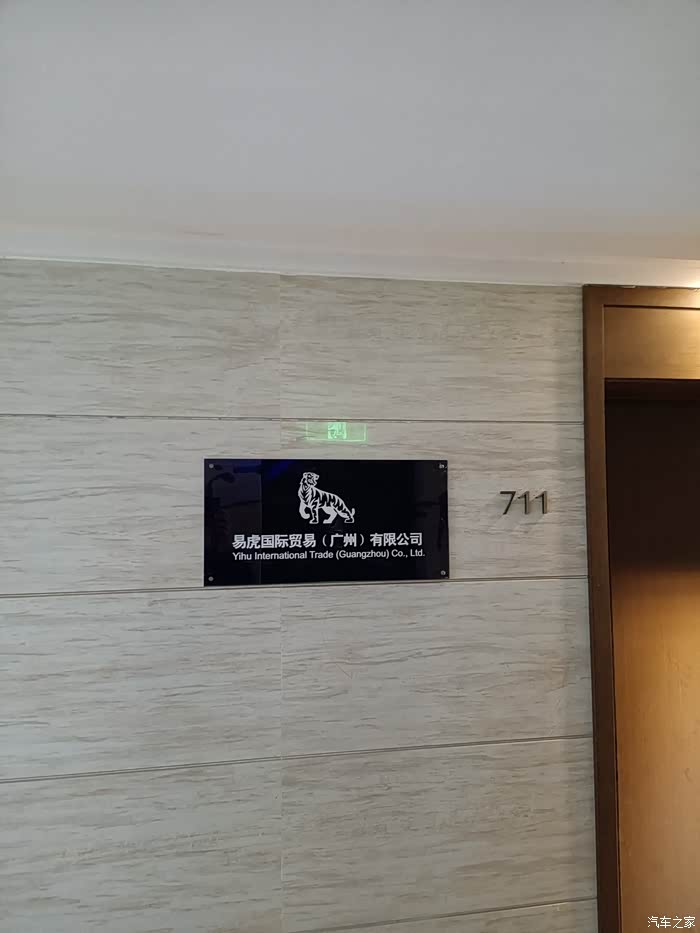 易虎国际贸易（广州）有限公司
Yihu International Trade (Guangzhou) Co., Ltd.
711
汽车之家